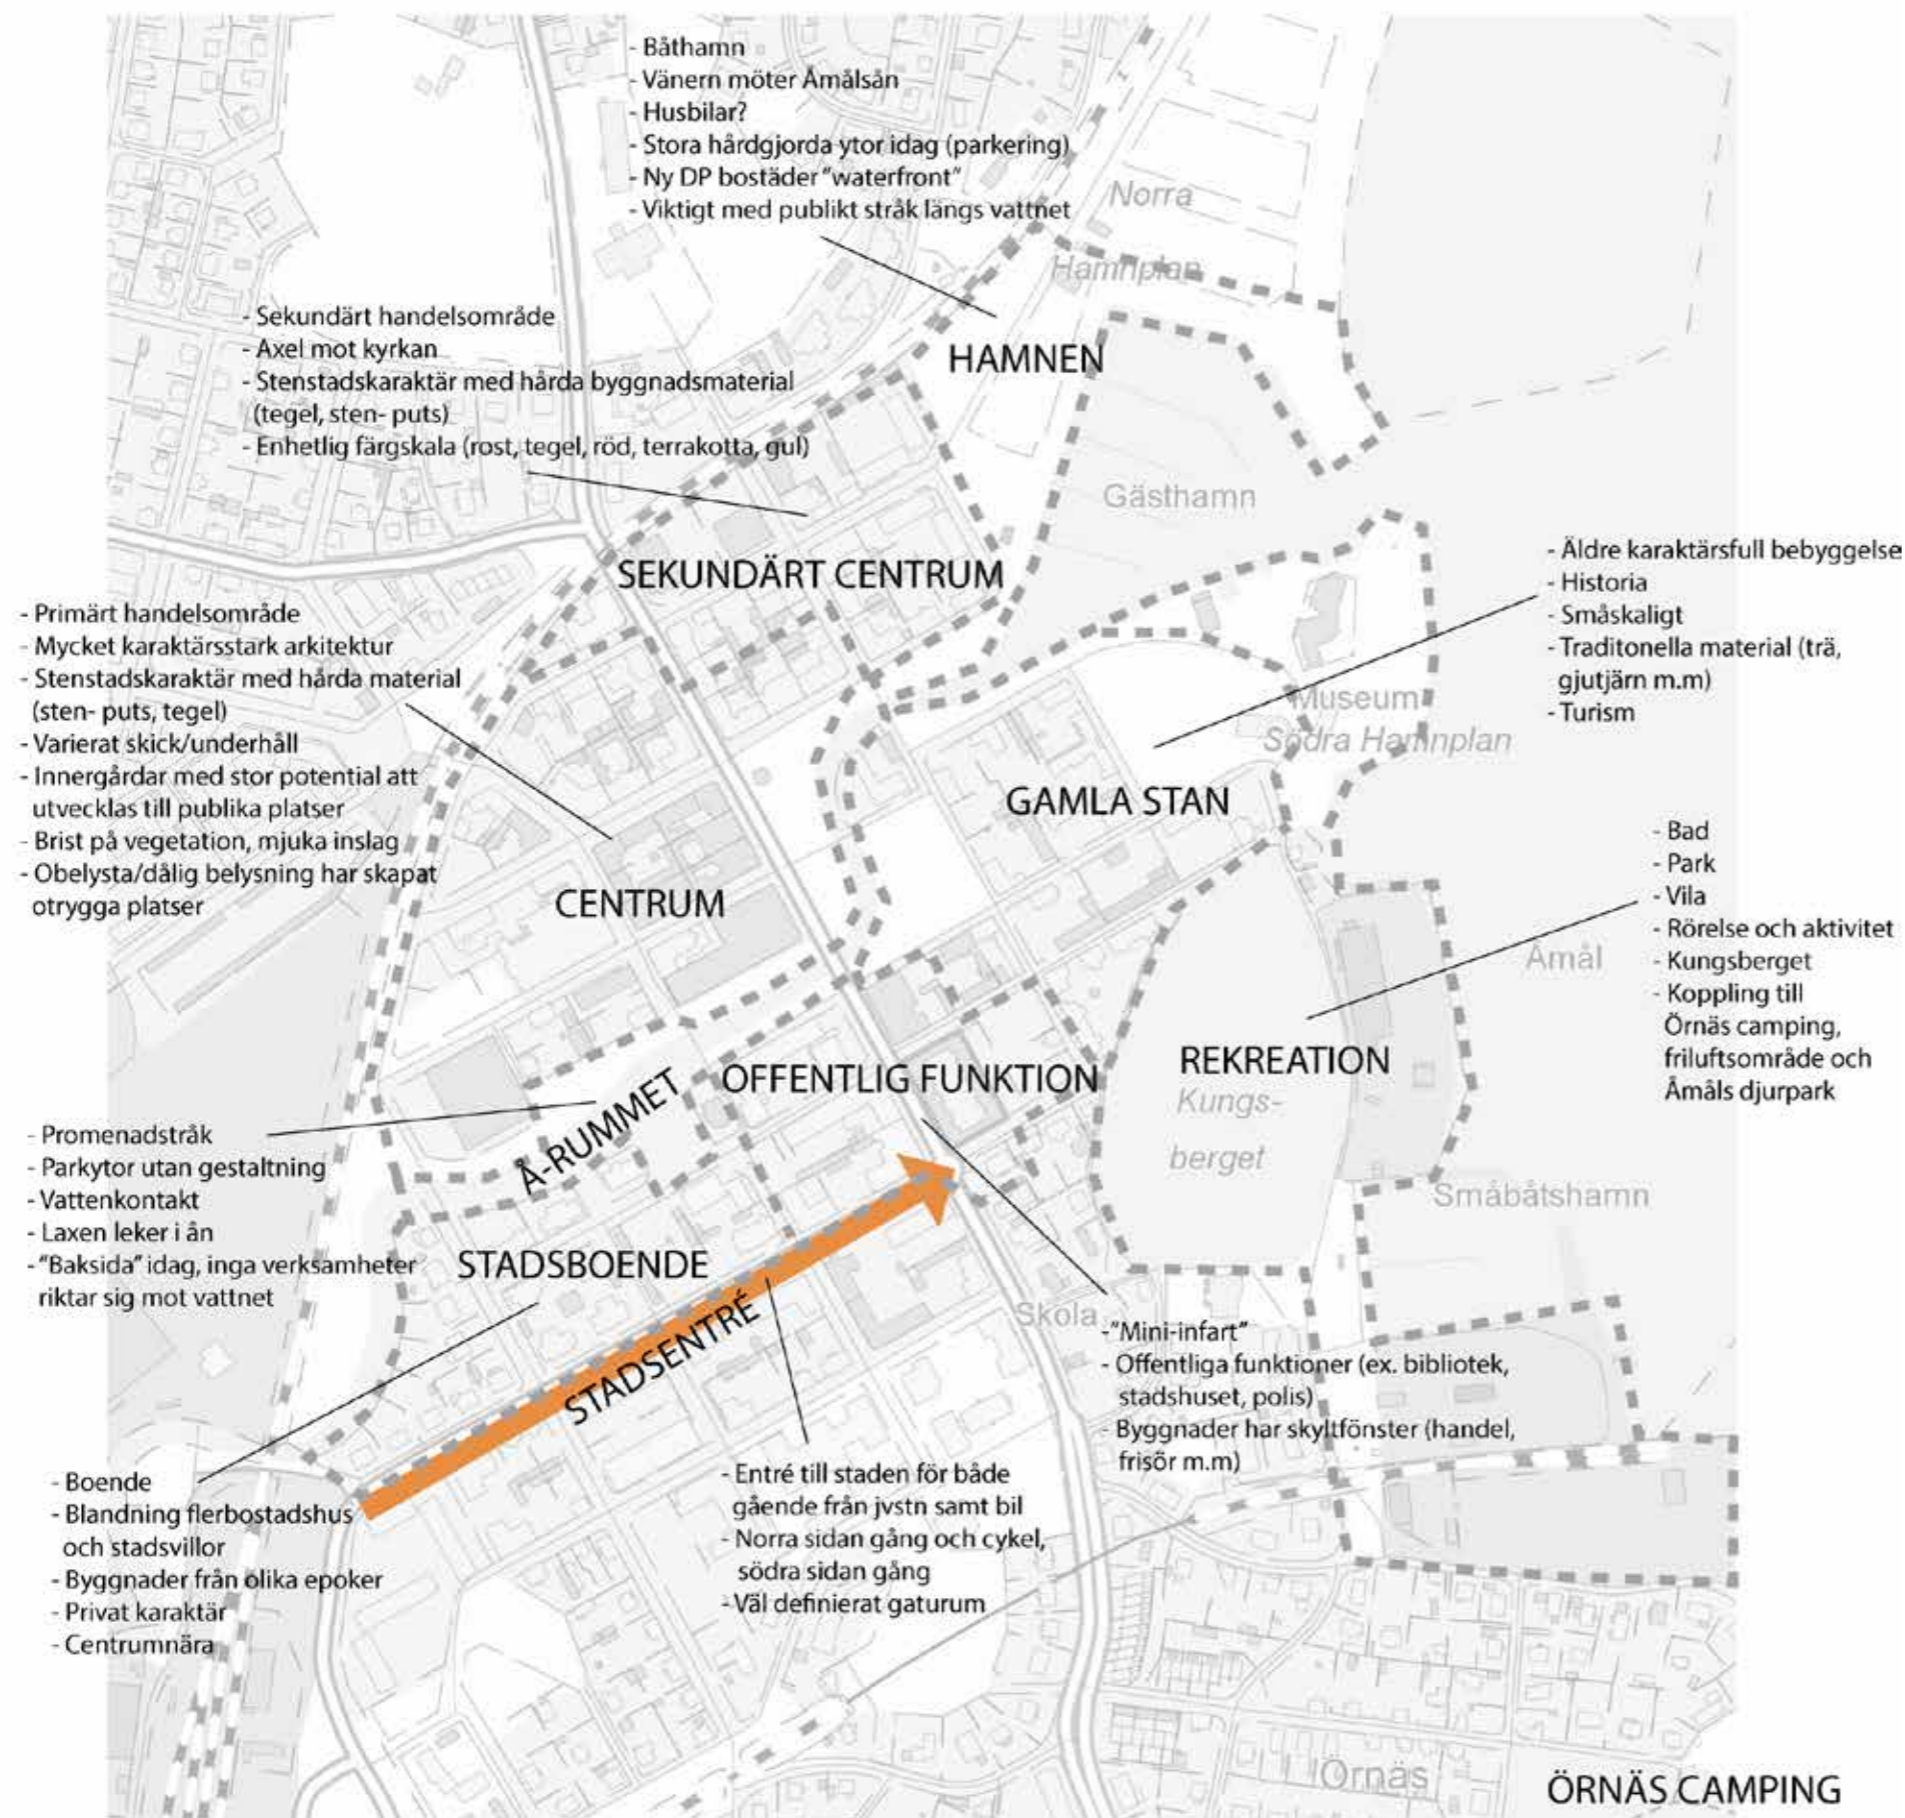 - Båthamn
- Vänern möter Åmålsån
- Husbilar?
- Stora hårdgjorda ytor idag (parkering)
- Ny DP bostäder "waterfront"
- Viktigt med publikt stråk längs vattnet
Norra
Hamnplan
HAMNEN
- Sekundärt handelsområde
- Axel mot kyrkan
- Stenstadskaraktär med hårda byggnadsmaterial
(tegel, sten- puts)
- Enhetlig färgskala (rost, tegel, röd, terrakotta, gul)
Gästhamn
SEKUNDÄRT CENTRUM
- Äldre karaktärsfull bebyggelse
- Historia
- Småskaligt
- Traditonella material (trä,
gjutjärn m.m)
- Turism
- Primärt handelsområde
- Mycket karaktärsstark arkitektur
- Stenstadskaraktär med hårda material
(sten- puts, tegel)
- Varierat skick/underhåll
- Innergårdar med stor potential att
utvecklas till publika platser
- Brist på vegetation, mjuka inslag
- Obelysta/dålig belysning har skapat
otrygga platser
Museum
Södra Hamnplan
GAMLA STAN
CENTRUM
- Bad
- Park
- Vila
- Rörelse och aktivitet
- Kungsberget
- Koppling till
Örnäs camping,
friluftsområde och
Åmåls djurpark
Åmål
REKREATION
Kungs-
berget
OFFENTLIG FUNKTION
Å-RUMMET
- Promenadstråk
- Parkytor utan gestaltning
- Vattenkontakt
- Laxen leker i ån
- "Baksida" idag, inga verksamheter
riktar sig mot vattnet
Småbåtshamn
STADSBOENDE
STADSENTRÉ
Skola
-"Mini-infart"
- Offentliga funktioner (ex. bibliotek,
stadshuset, polis)
- Byggnader har skyltfönster (handel,
frisör m.m)
- Boende
- Blandning flerbostadshus
och stadsvillor
- Byggnader från olika epoker
- Privat karaktär
- Centrumnära
- Entré till staden för både
gående från jvstn samt bil
- Norra sidan gång och cykel,
södra sidan gång
- Väl definierat gaturum
Örnäs
ÖRNÄS CAMPING